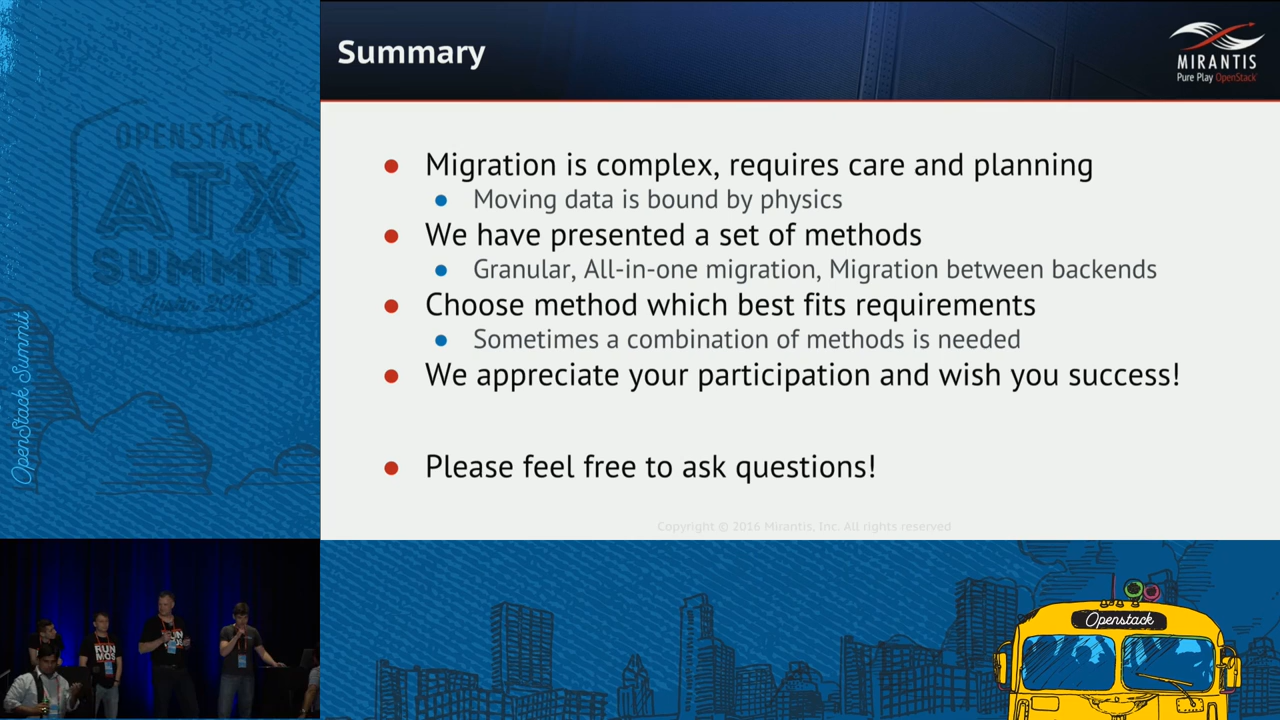 Summary
MIRANTIS
Pure Play OpenStack
OPENSTACK
ATX
SUMMIT
Austin 2016
OpenStack Summit
Migration is complex, requires care and planning
Moving data is bound by physics
We have presented a set of methods
Granular, All-in-one migration, Migration between backends
Choose method which best fits requirements
Sometimes a combination of methods is needed
We appreciate your participation and wish you success!
Please feel free to ask questions!
Copyright © 2016 Mirantis, Inc. All rights reserved
RUN
MOS
RUN
Openstack